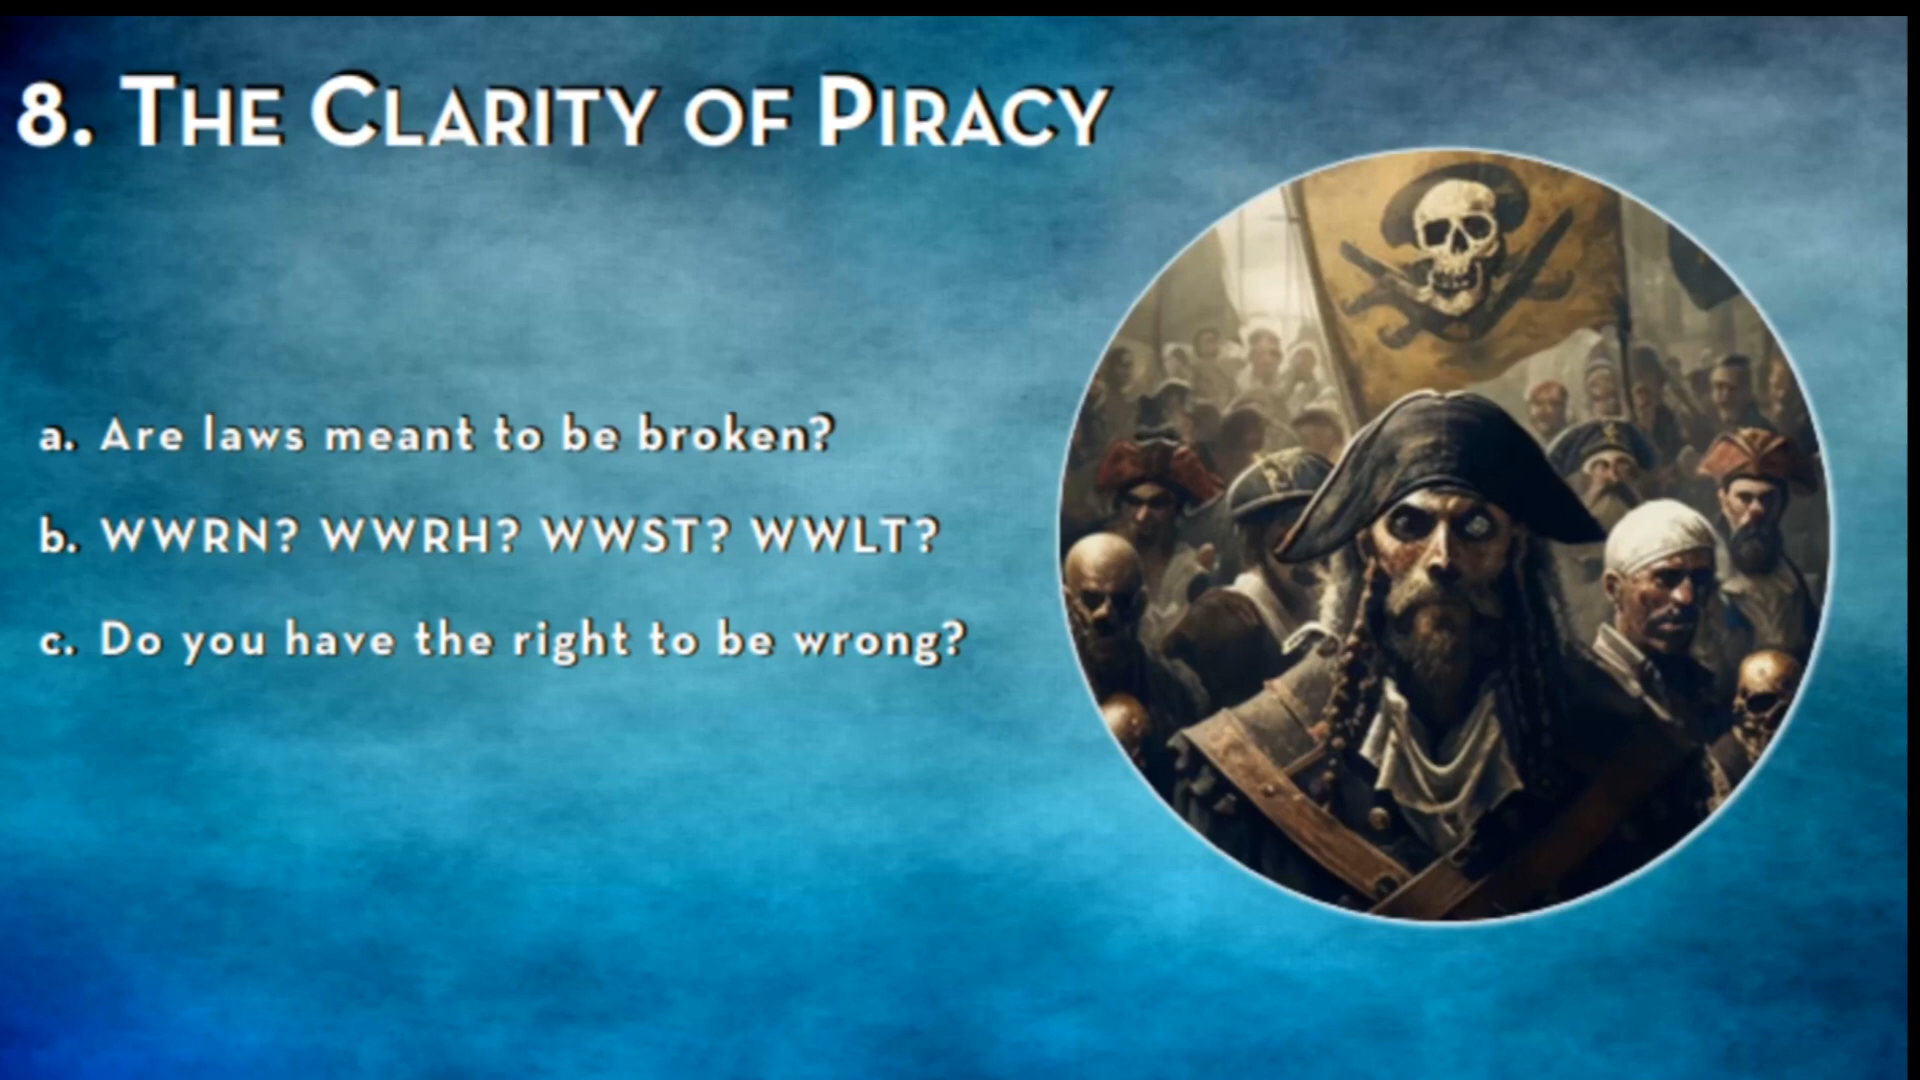 8. The Clarity of Piracy
a. Are laws meant to be broken?
b. WWRN? WWRH? WWST? WWLT?
c. Do you have the right to be wrong?